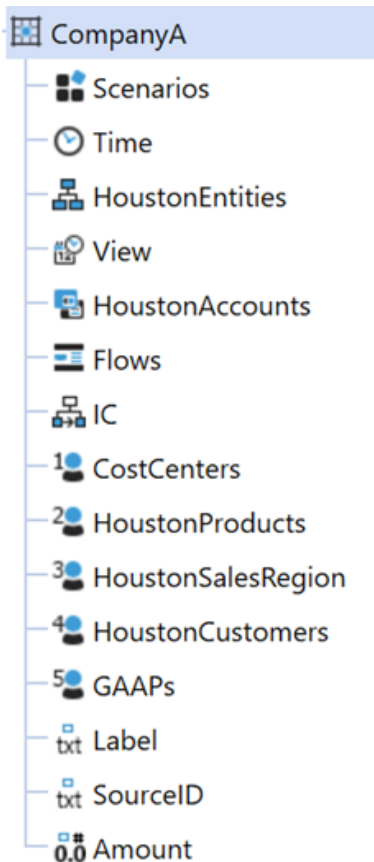 CompanyA
Scenarios
Time
HoustonEntities
View
HoustonAccounts
Flows
IC
1 CostCenters
2 HoustonProducts
3 HoustonSalesRegion
4 HoustonCustomers
5 GAAPs
txt Label
txt SourceID
0.0 Amount